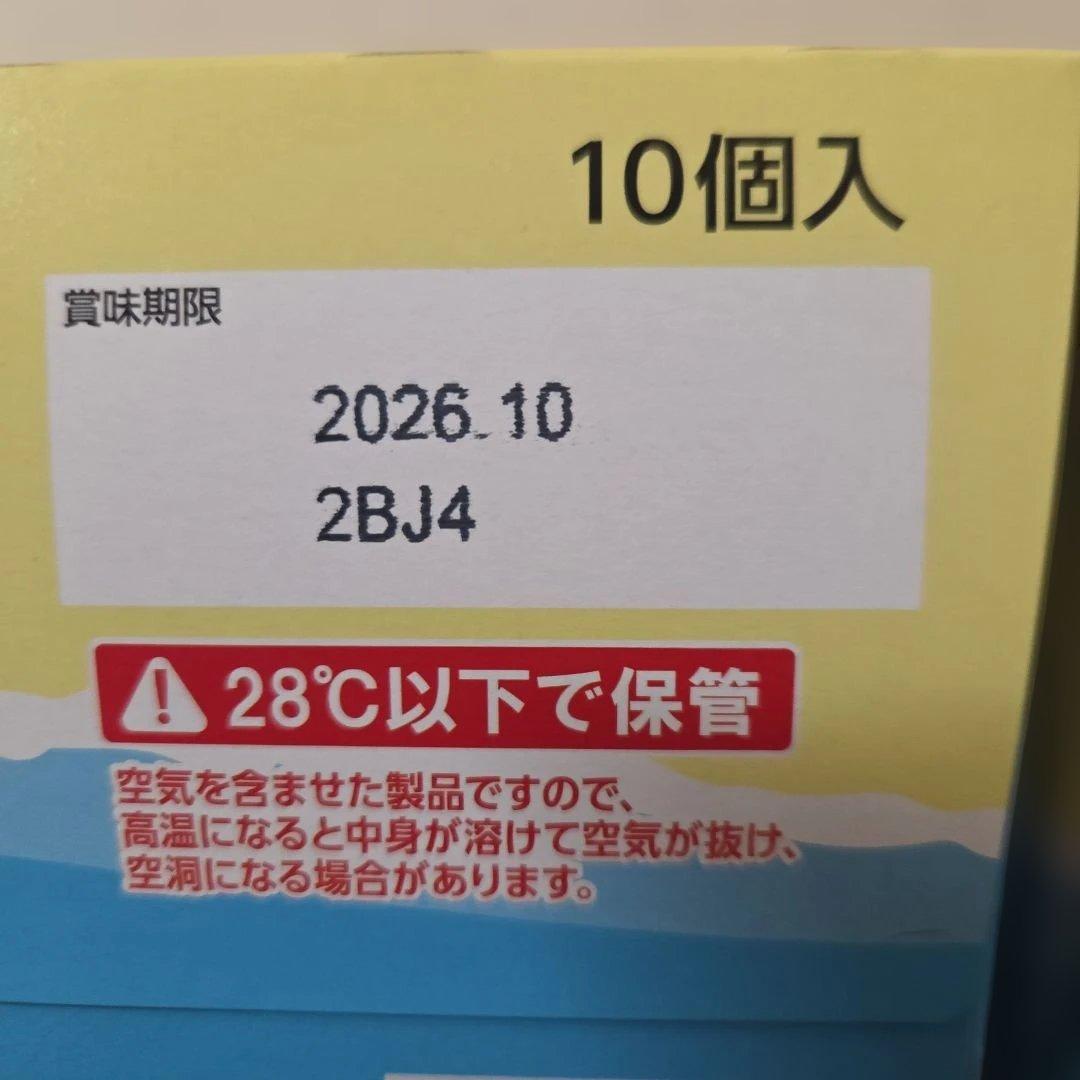 10個入
賞味期限
2026.10
2BJ4
28℃以下で保管
空気を含ませた製品ですので、
高温になると中身が溶けて空気が抜け、
空洞になる場合があります。